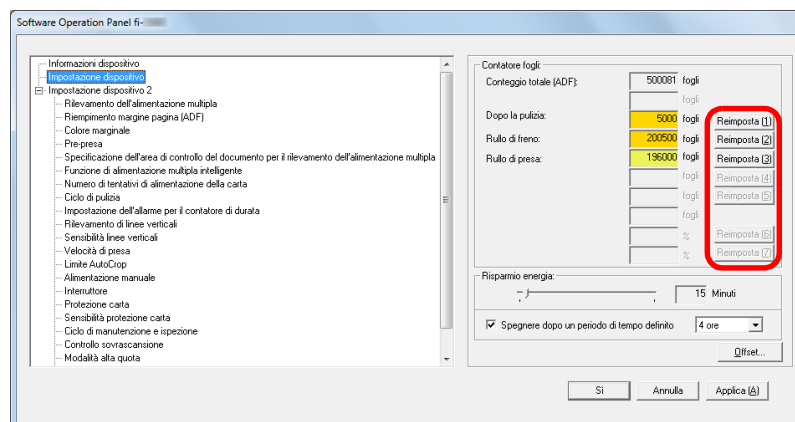 Software Operation Panel fi-
Informazioni dispositivo
Impostazione dispositivo
Impostazione dispositivo 2
Rilevamento dell'alimentazione multipla
Riempimento margine pagina (ADF)
Colore marginale
Pre-presa
Specificazione dell'area di controllo del documento per il rilevamento dell'alimentazione multipla
Funzione di alimentazione multipla intelligente
Numero di tentativi di alimentazione della carta
Ciclo di pulizia
Impostazione dell'allarme per il contatore di durata
Rilevamento di linee verticali
Sensibilità linee verticali
Velocità di presa
Limite AutoCrop
Alimentazione manuale
Interruttore
Protezione carta
Sensibilità protezione carta
Ciclo di manutenzione e ispezione
Controllo sovrascansione
Modalità alta quota
Contatore fogli:
Conteggio totale (ADF): 500081 fogli
fogli
Dopo la pulizia: 5000 fogli Reimposta (1)
Rullo di freno: 200500 fogli Reimposta (2)
Rullo di presa: 196000 fogli Reimposta (3)
fogli Reimposta (4)
fogli Reimposta (5)
fogli
% Reimposta (6)
% Reimposta (7)
Risparmio energia:
15 Minuti
Spegnere dopo un periodo di tempo definito 4 ore
Offset...
Sì Annulla Applica (A)